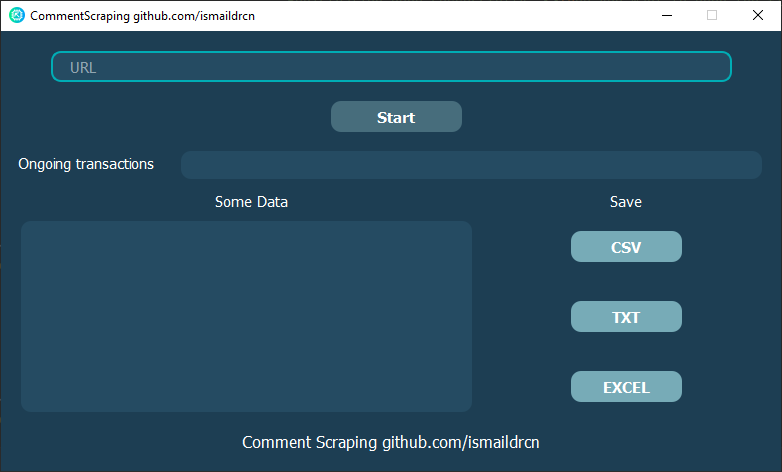 CommentScraping github.com/ismaildrcn
URL
Start
Ongoing transactions
Some Data
Save
CSV
TXT
EXCEL
Comment Scraping github.com/ismaildrcn